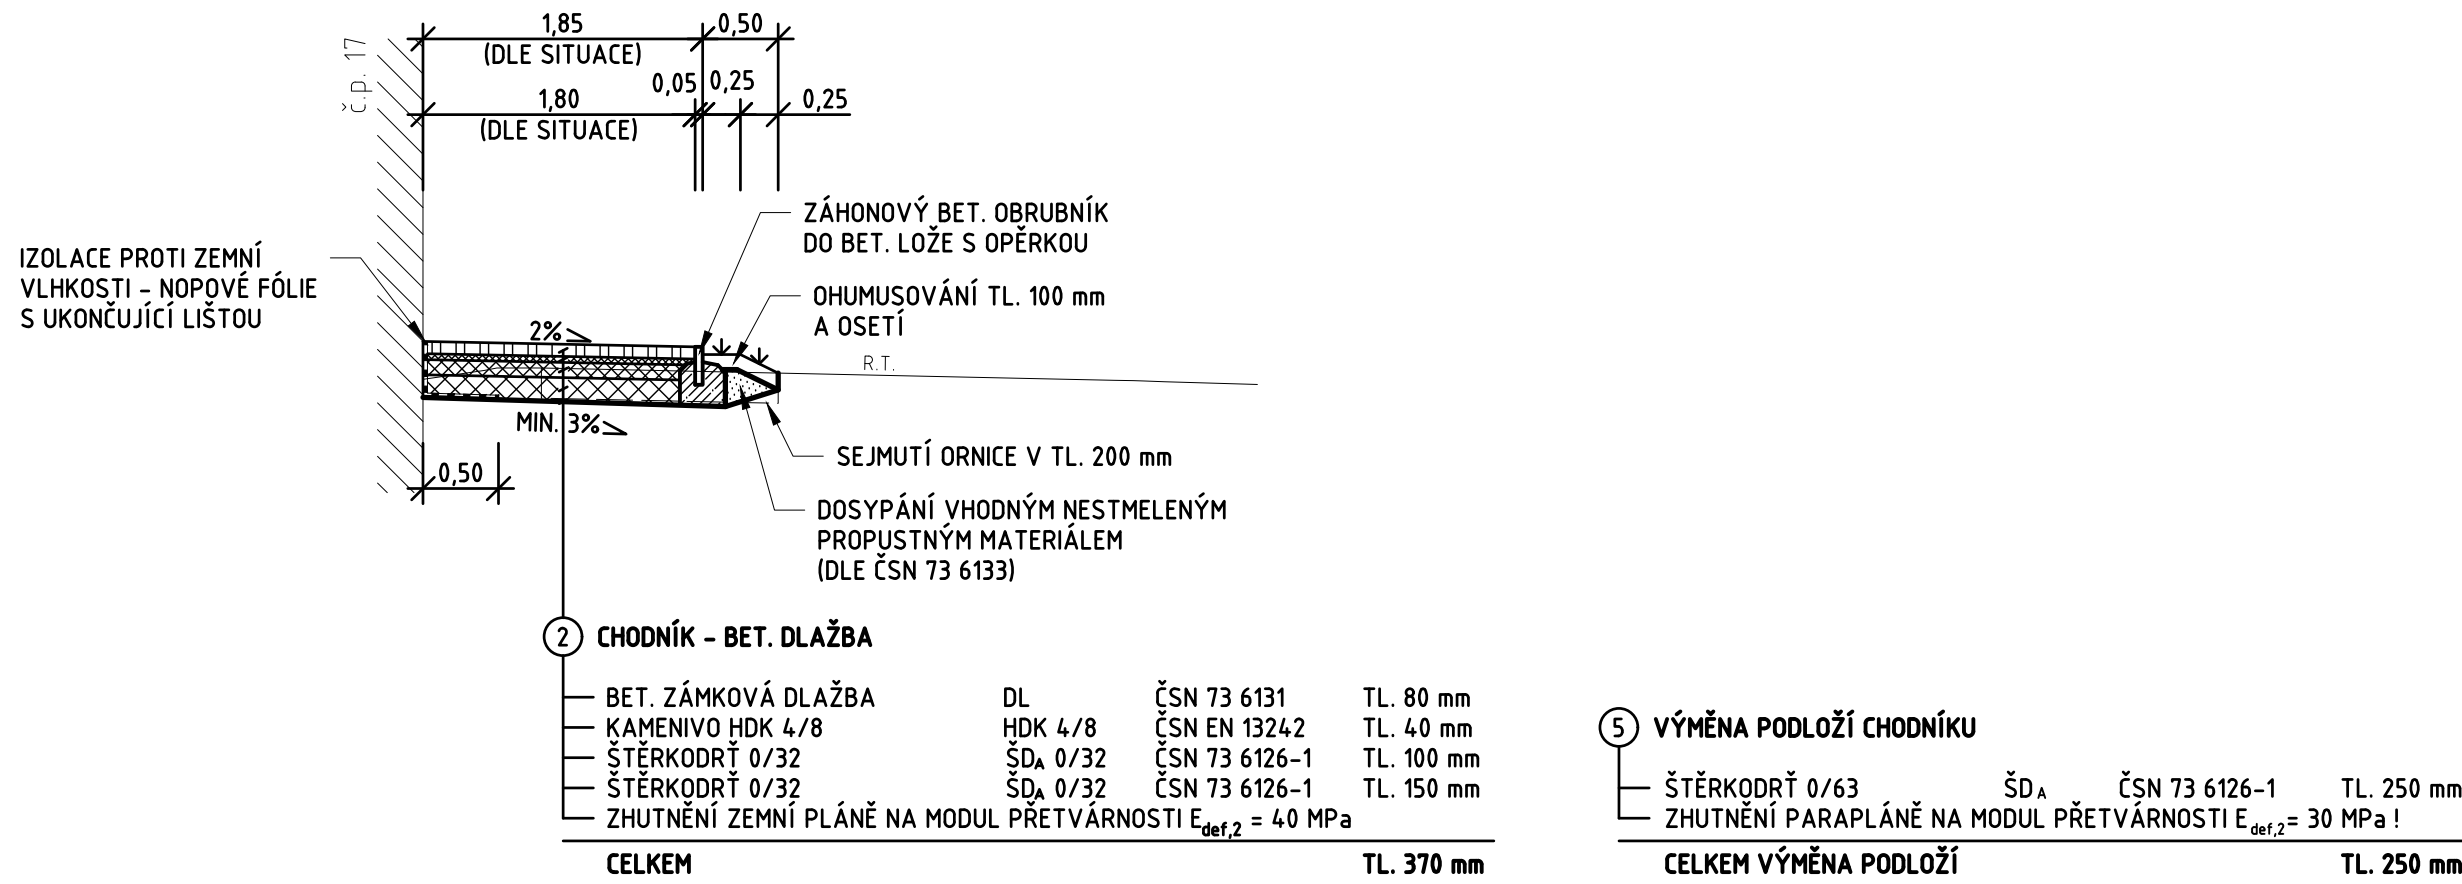 1,85
0,50
(DLE SITUACE)
č.p. 17
0,05
0,25
1,80
0,25
(DLE SITUACE)
ZÁHONOVÝ BET. OBRUBNÍK
DO BET. LOŽE S OPĚRKOU
IZOLACE PROTI ZEMNÍ
VLHKOSTI - NOPOVÉ FÓLIE
S UKONČUJÍCÍ LIŠTOU
OHUMUSOVÁNÍ TL. 100 mm
A OSETÍ
2%
R.T.
MIN. 3%
SEJMUTÍ ORNICE V TL. 200 mm
0,50
DOSYPÁNÍ VHODNÝM NESTMELENÝM
PROPUSTNÝM MATERIÁLEM
(DLE ČSN 73 6133)
2 CHODNÍK - BET. DLAŽBA
BET. ZÁMKOVÁ DLAŽBA DL ČSN 73 6131 TL. 80 mm
KAMENIVO HDK 4/8 HDK 4/8 ČSN EN 13242 TL. 40 mm
ŠTĚRKODRŤ 0/32 ŠDA 0/32 ČSN 73 6126-1 TL. 100 mm
ŠTĚRKODRŤ 0/32 ŠDA 0/32 ČSN 73 6126-1 TL. 150 mm
ZHUTNĚNÍ ZEMNÍ PLÁNĚ NA MODUL PŘETVÁRNOSTI Edef,2 = 40 MPa
CELKEM TL. 370 mm
5 VÝMĚNA PODLOŽÍ CHODNÍKU
ŠTĚRKODRŤ 0/63 ŠDA ČSN 73 6126-1 TL. 250 mm
ZHUTNĚNÍ PARAPLÁNĚ NA MODUL PŘETVÁRNOSTI Edef,2 = 30 MPa !
CELKEM VÝMĚNA PODLOŽÍ TL. 250 mm